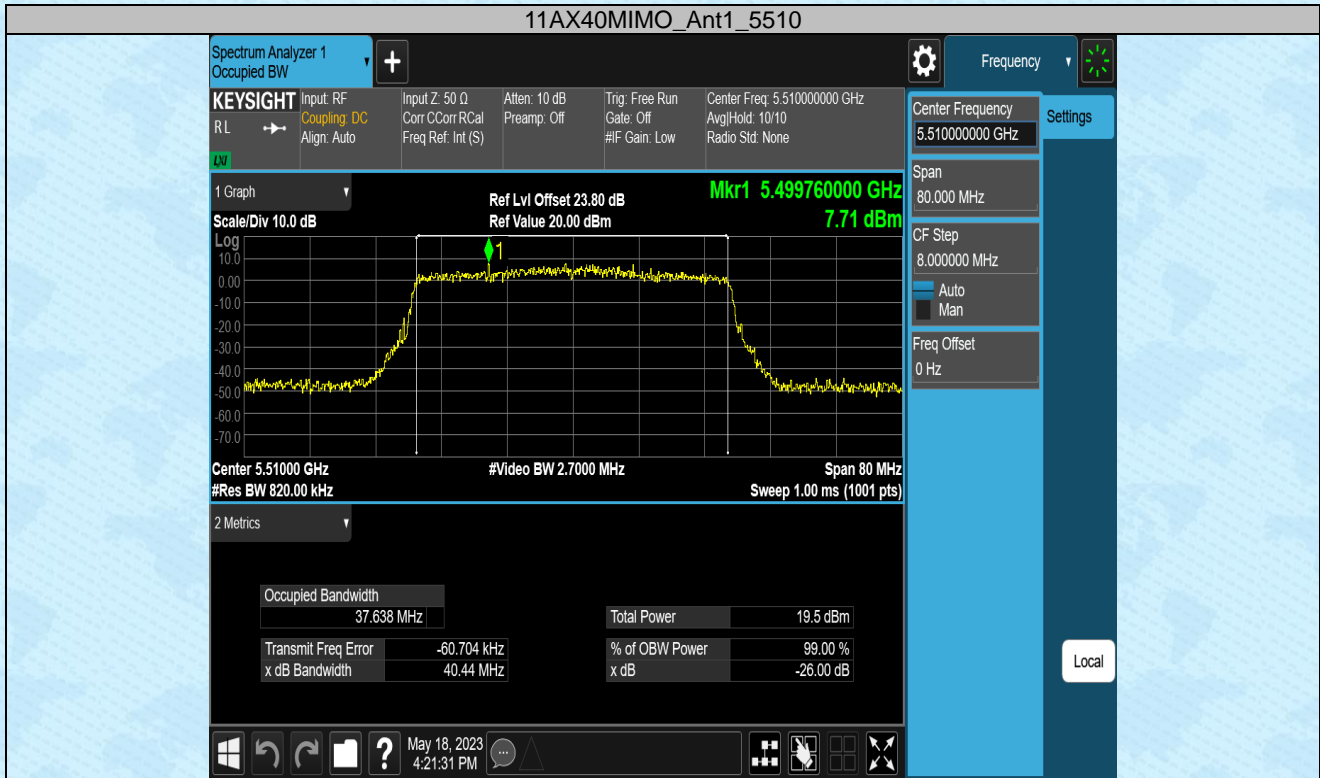 11AX40MIMO_Ant1_5510
Spectrum Analyzer 1
Occupied BW
Frequency
KEYSIGHT
R L
LXI
Input: RF
Coupling: DC
Align: Auto
Input Z: 50 Ω
Corr CCorr RCal
Freq Ref: Int (S)
Atten: 10 dB
Preamp: Off
Trig: Free Run
Gate: Off
#IF Gain: Low
Center Freq: 5.510000000 GHz
Avg|Hold: 10/10
Radio Std: None
Center Frequency
5.510000000 GHz
Settings
Span
80.000 MHz
CF Step
8.000000 MHz
Auto
Man
Freq Offset
0 Hz
Local
1 Graph
Scale/Div 10.0 dB
Ref Lvl Offset 23.80 dB
Ref Value 20.00 dBm
Mkr1 5.499760000 GHz
7.71 dBm
Log
1
10.0
0.00
-10.0
-20.0
-30.0
-40.0
-50.0
-60.0
-70.0
Center 5.51000 GHz
#Video BW 2.7000 MHz
Span 80 MHz
#Res BW 820.00 kHz
Sweep 1.00 ms (1001 pts)
2 Metrics
Occupied Bandwidth
37.638 MHz
Total Power 19.5 dBm
Transmit Freq Error -60.704 kHz
% of OBW Power 99.00 %
x dB Bandwidth 40.44 MHz
x dB -26.00 dB
?
May 18, 2023
4:21:31 PM